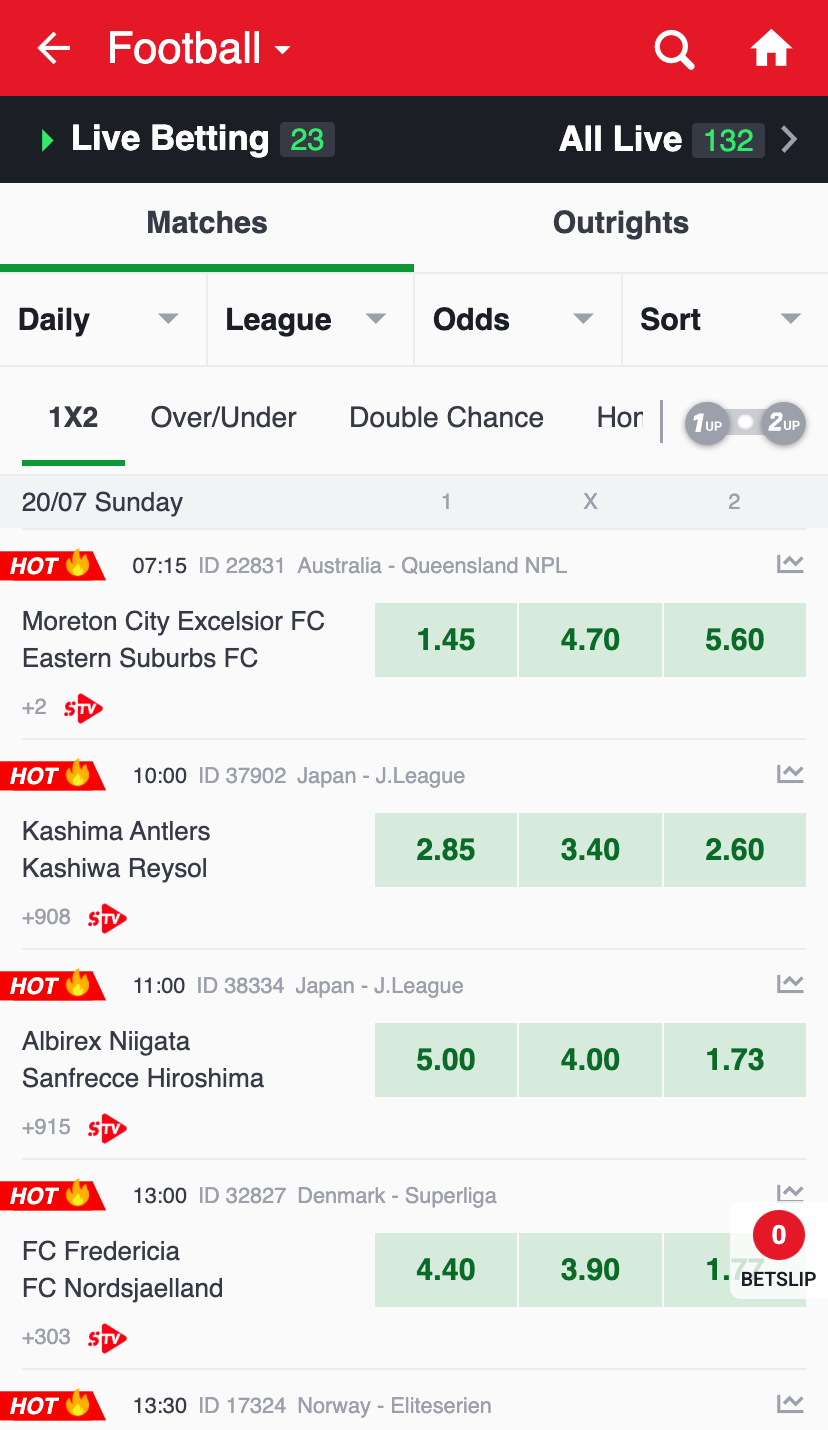 Football
Live Betting 23 All Live 132
Matches Outrights
Daily League Odds Sort
1X2 Over/Under Double Chance Hor 1UP 2UP
20/07 Sunday 1 X 2
HOT 07:15 ID 22831 Australia - Queensland NPL
Moreton City Excelsior FC
Eastern Suburbs FC
1.45 4.70 5.60
+2 STV
HOT 10:00 ID 37902 Japan - J.League
Kashima Antlers
Kashiwa Reysol
2.85 3.40 2.60
+908 STV
HOT 11:00 ID 38334 Japan - J.League
Albirex Niigata
Sanfrecce Hiroshima
5.00 4.00 1.73
+915 STV
HOT 13:00 ID 32827 Denmark - Superliga
FC Fredericia
FC Nordsjaelland
4.40 3.90 1.77
0
BETSLIP
+303 STV
HOT 13:30 ID 17324 Norway - Eliteserien